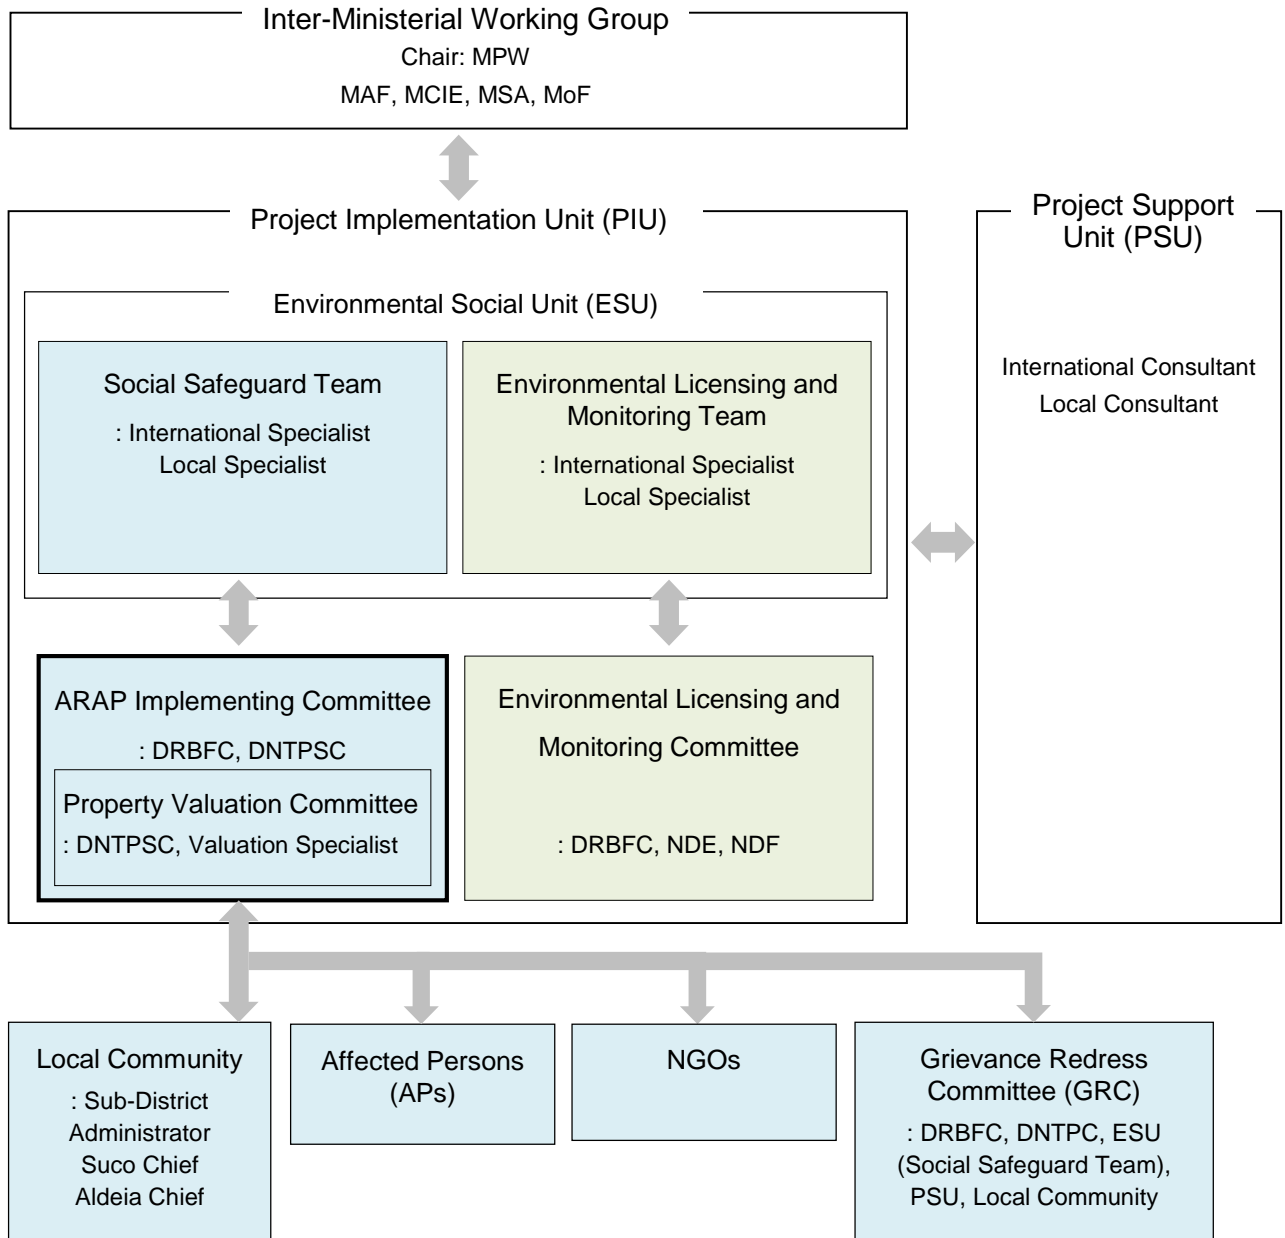 Inter-Ministerial Working Group
Chair: MPW
MAF, MCIE, MSA, MoF
Project Implementation Unit (PIU)
Project Support
Unit (PSU)
International Consultant
Local Consultant
Environmental Social Unit (ESU)
Social Safeguard Team
: International Specialist
Local Specialist
Environmental Licensing and
Monitoring Team
: International Specialist
Local Specialist
ARAP Implementing Committee
: DRBFC, DNTPSC
Property Valuation Committee
: DNTPSC, Valuation Specialist
Environmental Licensing and
Monitoring Committee
: DRBFC, NDE, NDF
Local Community
: Sub-District
Administrator
Suco Chief
Aldeia Chief
Affected Persons
(APs)
NGOs
Grievance Redress
Committee (GRC)
: DRBFC, DNTPC, ESU
(Social Safeguard Team),
PSU, Local Community